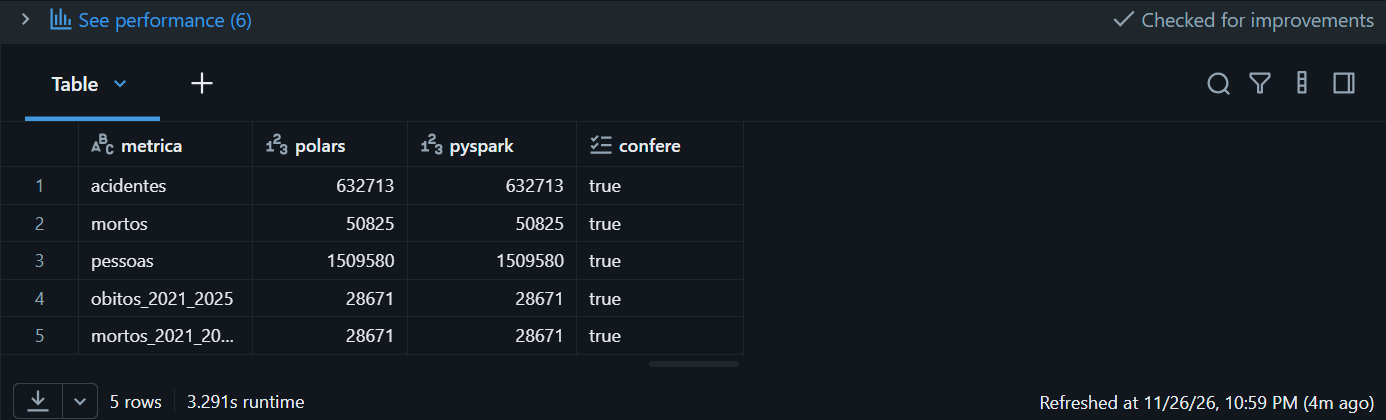 See performance (6) Checked for improvements
Table
metrica polars pyspark confere
1 acidentes 632713 632713 true
2 mortos 50825 50825 true
3 pessoas 1509580 1509580 true
4 obitos_2021_2025 28671 28671 true
5 mortos_2021_20... 28671 28671 true
5 rows 3.291s runtime Refreshed at 11/26/26, 10:59 PM (4m ago)